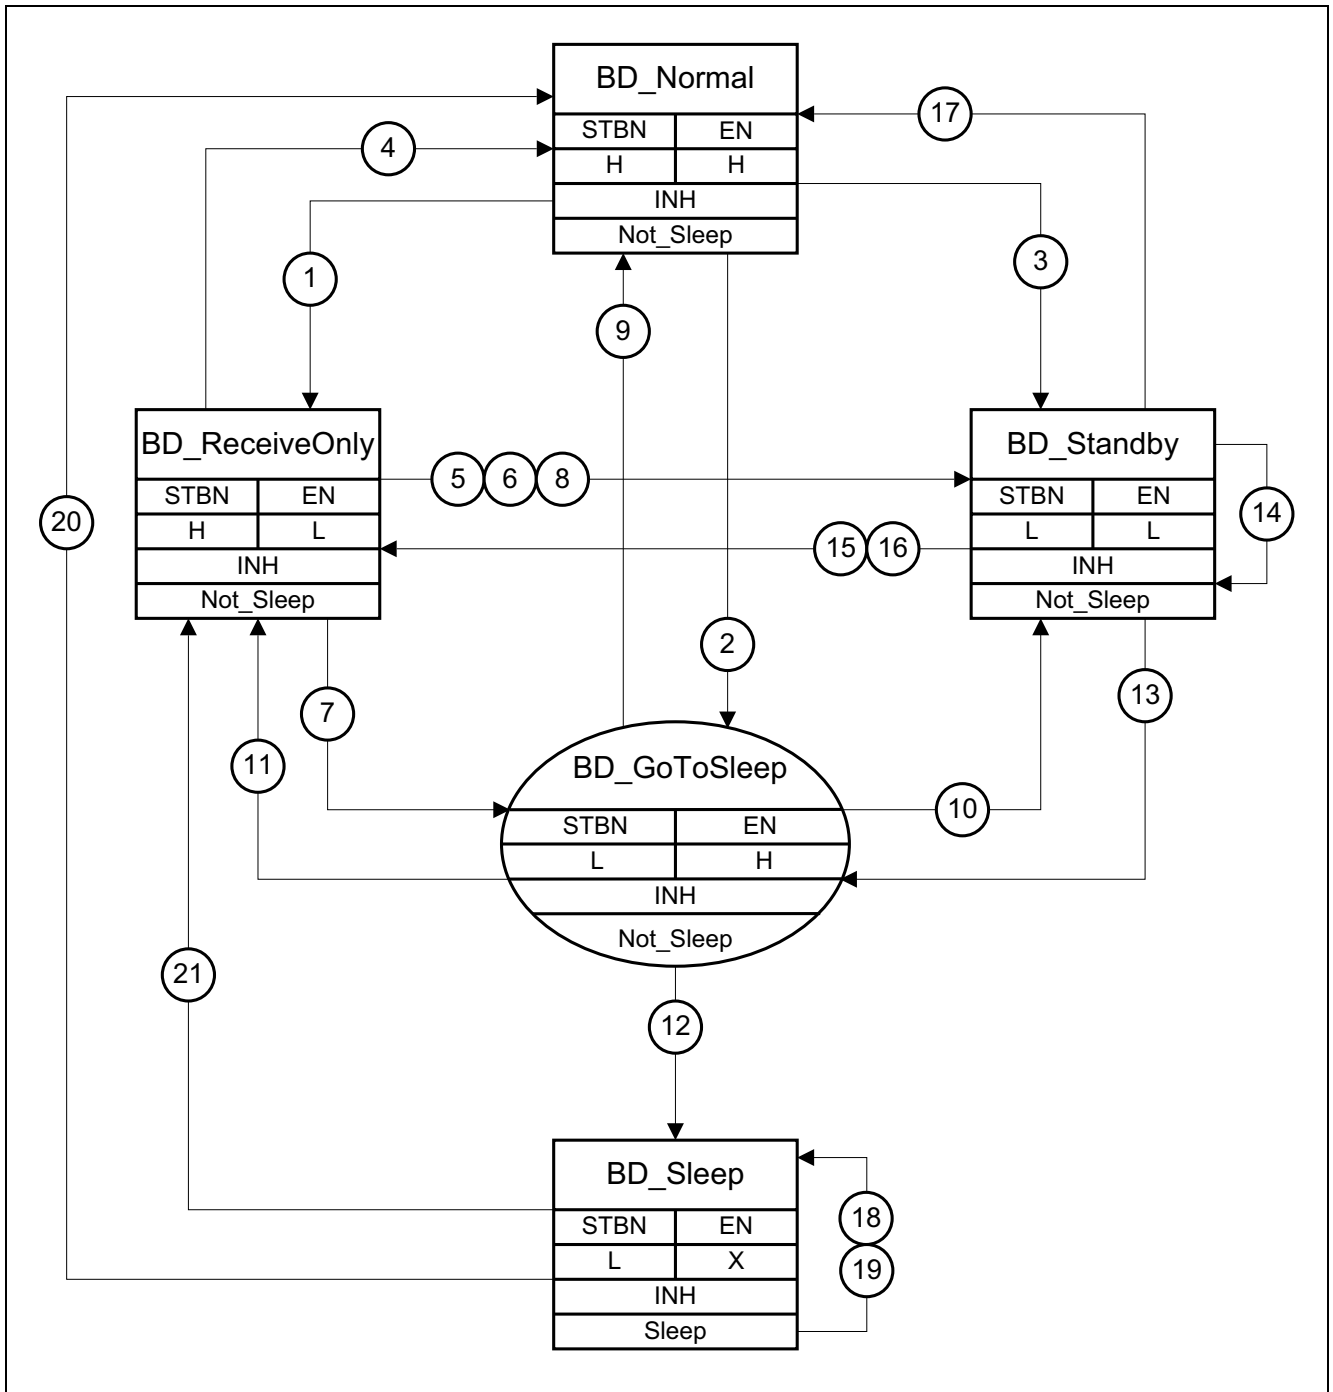 BD_Normal
STBN EN
H H
INH
Not_Sleep
17
4
3
1
9
BD_ReceiveOnly
STBN EN
H L
INH
Not_Sleep
5 6 8
BD_Standby
STBN EN
L L
INH
Not_Sleep
14
20
15 16
2
13
7
11
BD_GoToSleep
STBN EN
L H
INH
Not_Sleep
10
21
12
BD_Sleep
STBN EN
L X
INH
Sleep
18
19